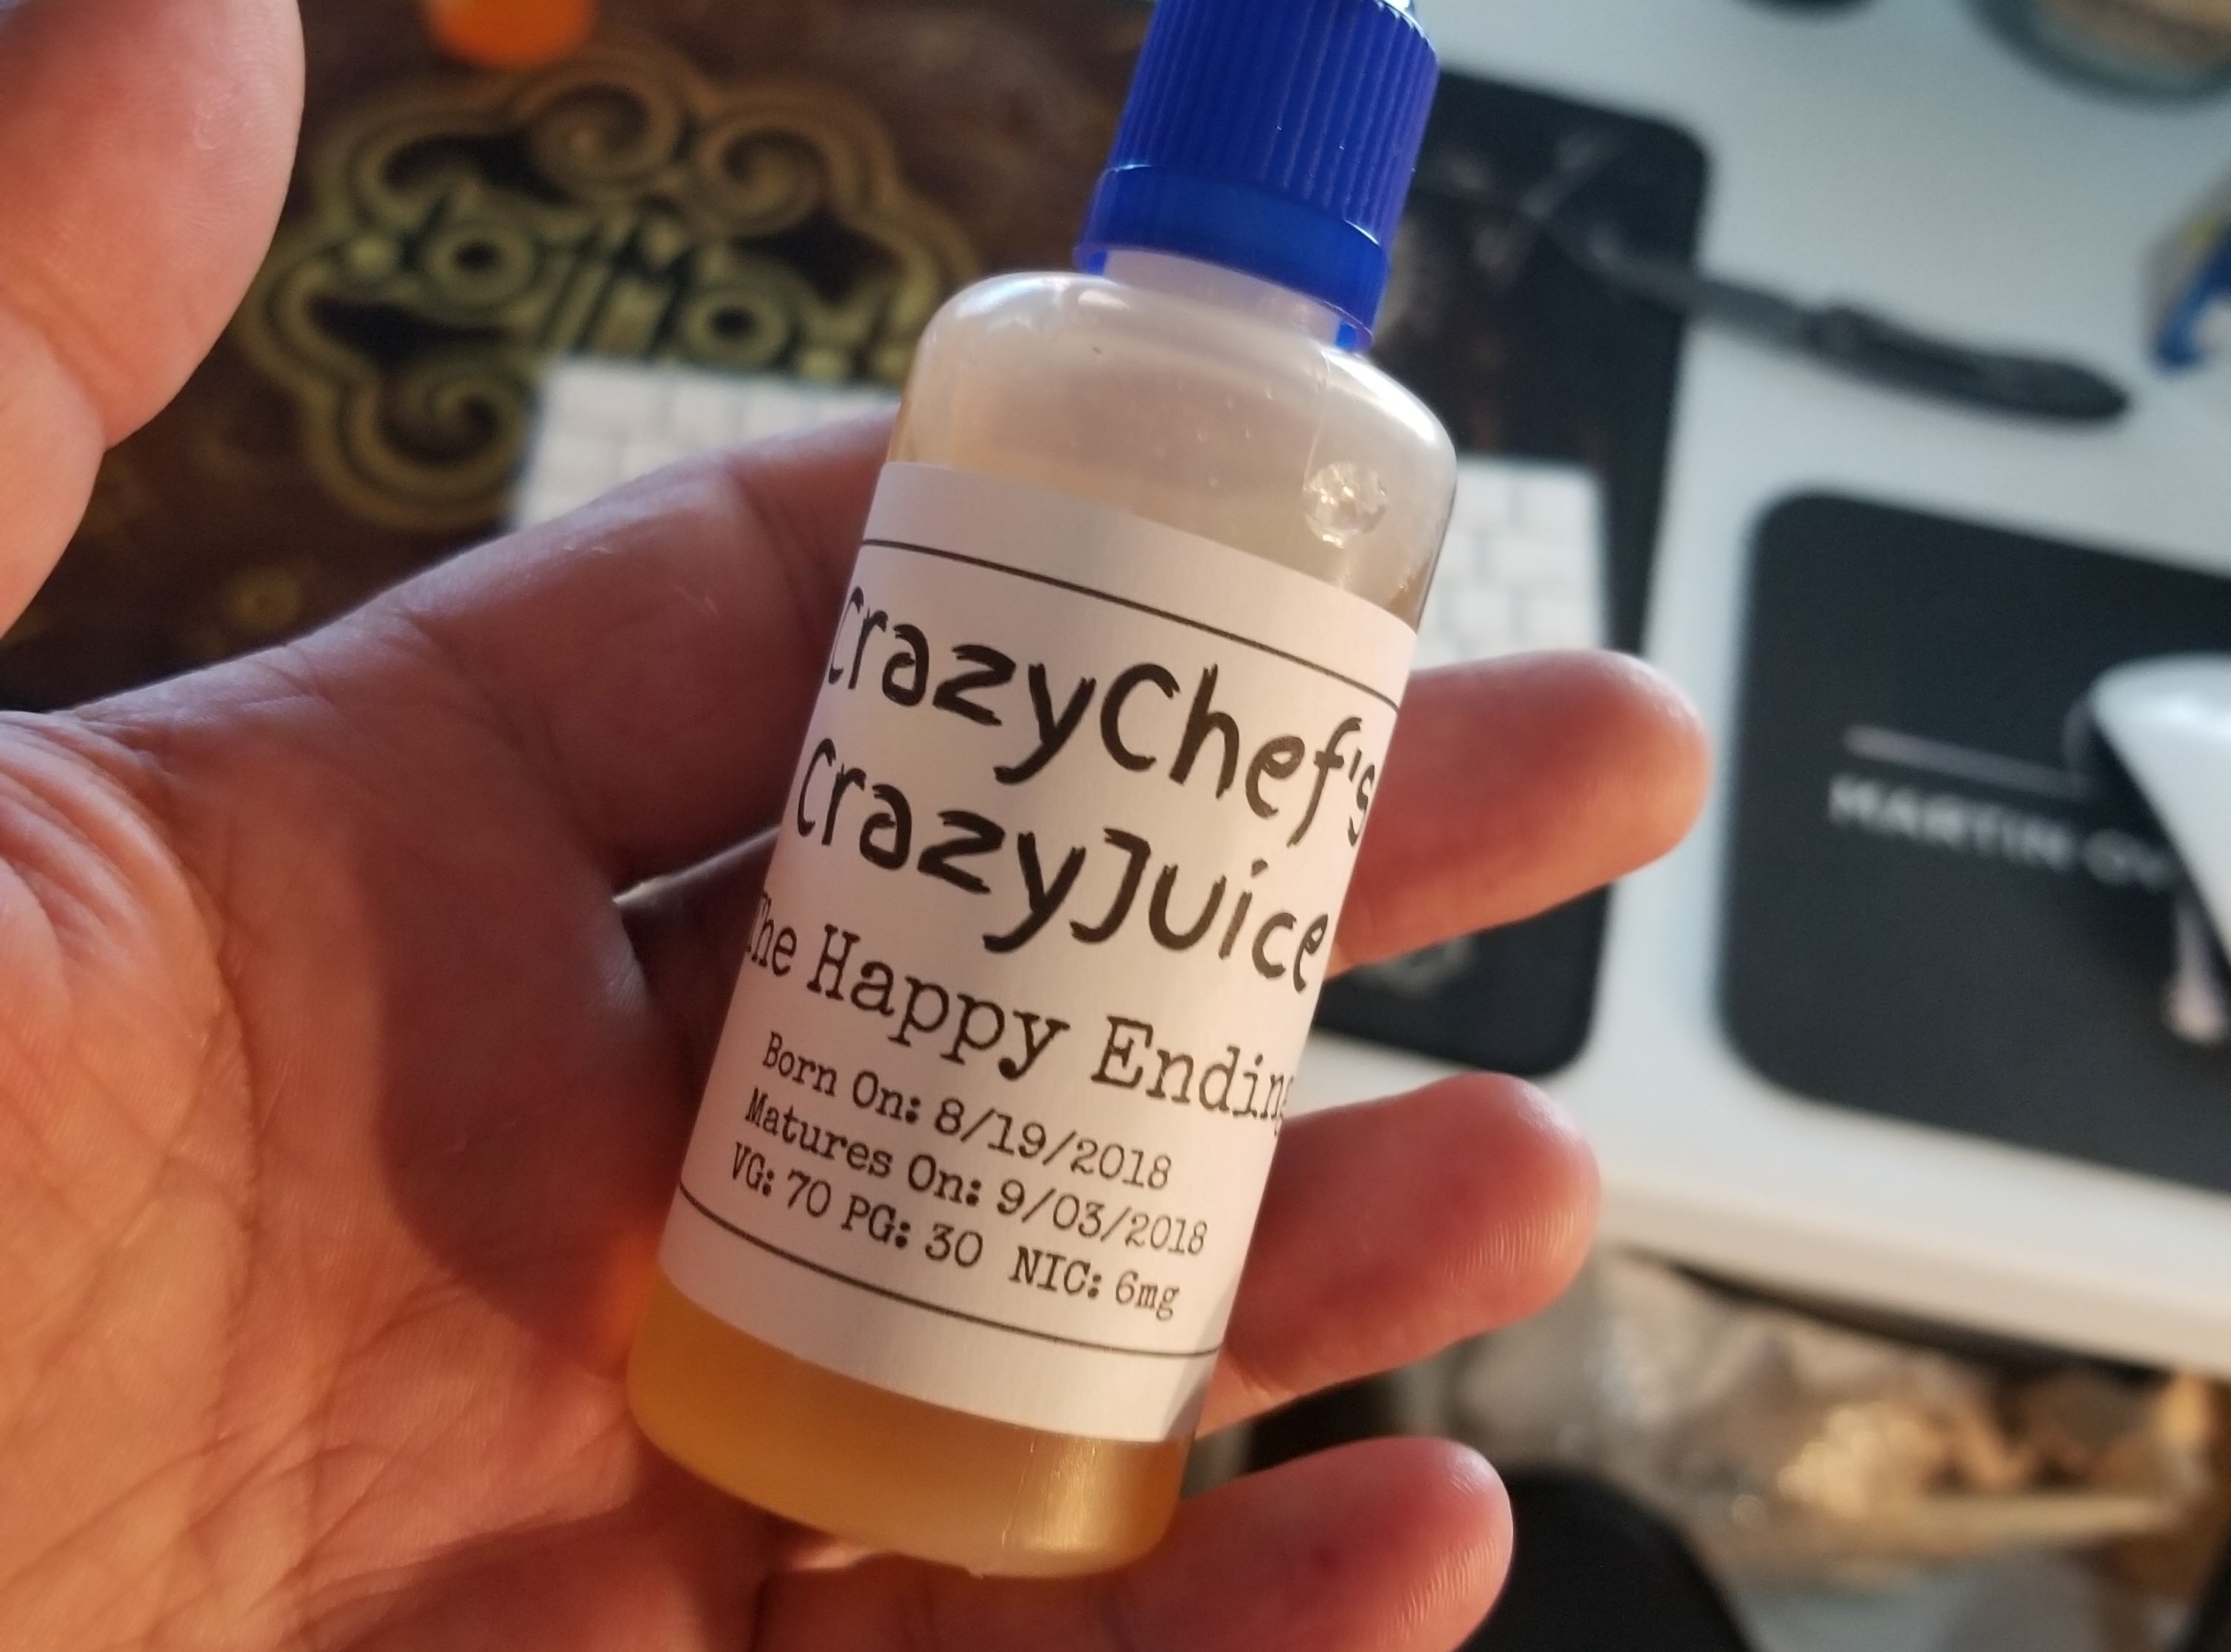 CrazyChef's
CrazyJuice
The Happy Ending
Born On: 8/19/2018
Matures On: 9/03/2018
VG: 70 PG: 30 NIC: 6mg
MARTIN